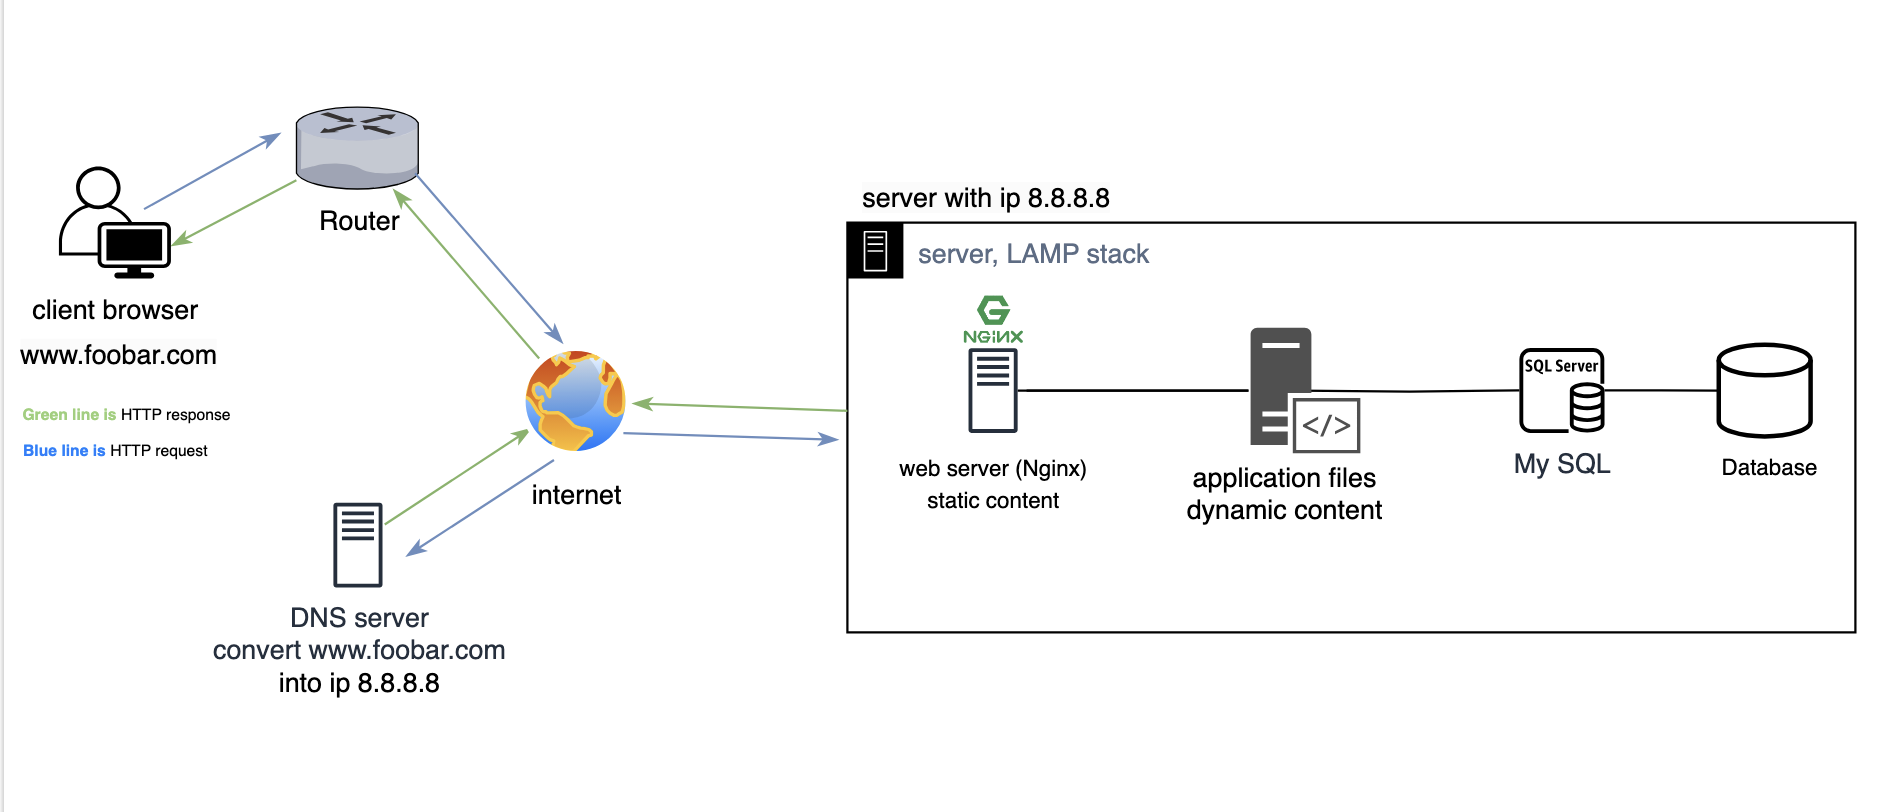 Router
client browser
www.foobar.com
Green line is HTTP response
Blue line is HTTP request
internet
DNS server
convert www.foobar.com
into ip 8.8.8.8
server with ip 8.8.8.8
server, LAMP stack
NGiNX
web server (Nginx)
static content
</>
application files
dynamic content
SQL Server
My SQL
Database